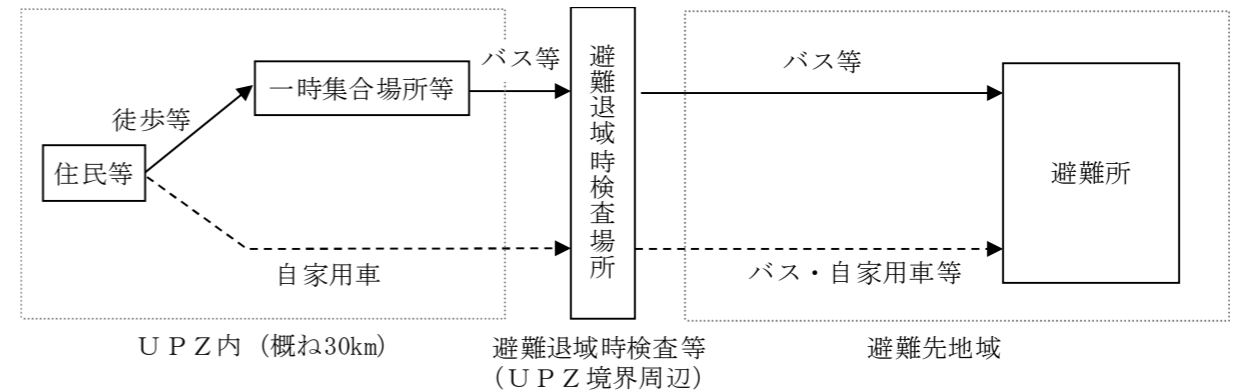 バス等
一時集合場所等
徒歩等
住民等
自家用車
避難退域時検査場所
バス等
バス・自家用車等
避難所
ＵＰＺ内（概ね30㎞）
避難退域時検査等
（ＵＰＺ境界周辺）
避難先地域